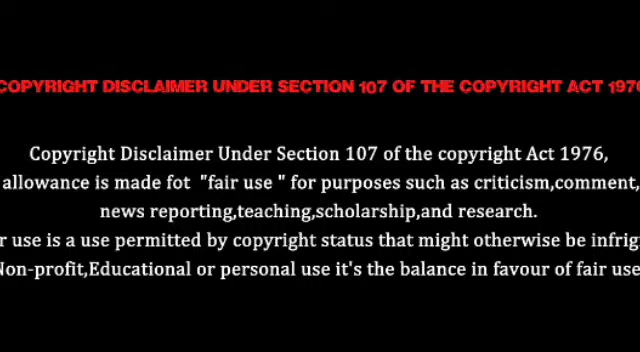 COPYRIGHT DISCLAIMER UNDER SECTION 107 OF THE COPYRIGHT ACT 1976
Copyright Disclaimer Under Section 107 of the copyright Act 1976,
allowance is made fot "fair use " for purposes such as criticism,comment,
news reporting,teaching,scholarship,and research.
r use is a use permitted by copyright status that might otherwise be infrig
Non-profit,Educational or personal use it's the balance in favour of fair use